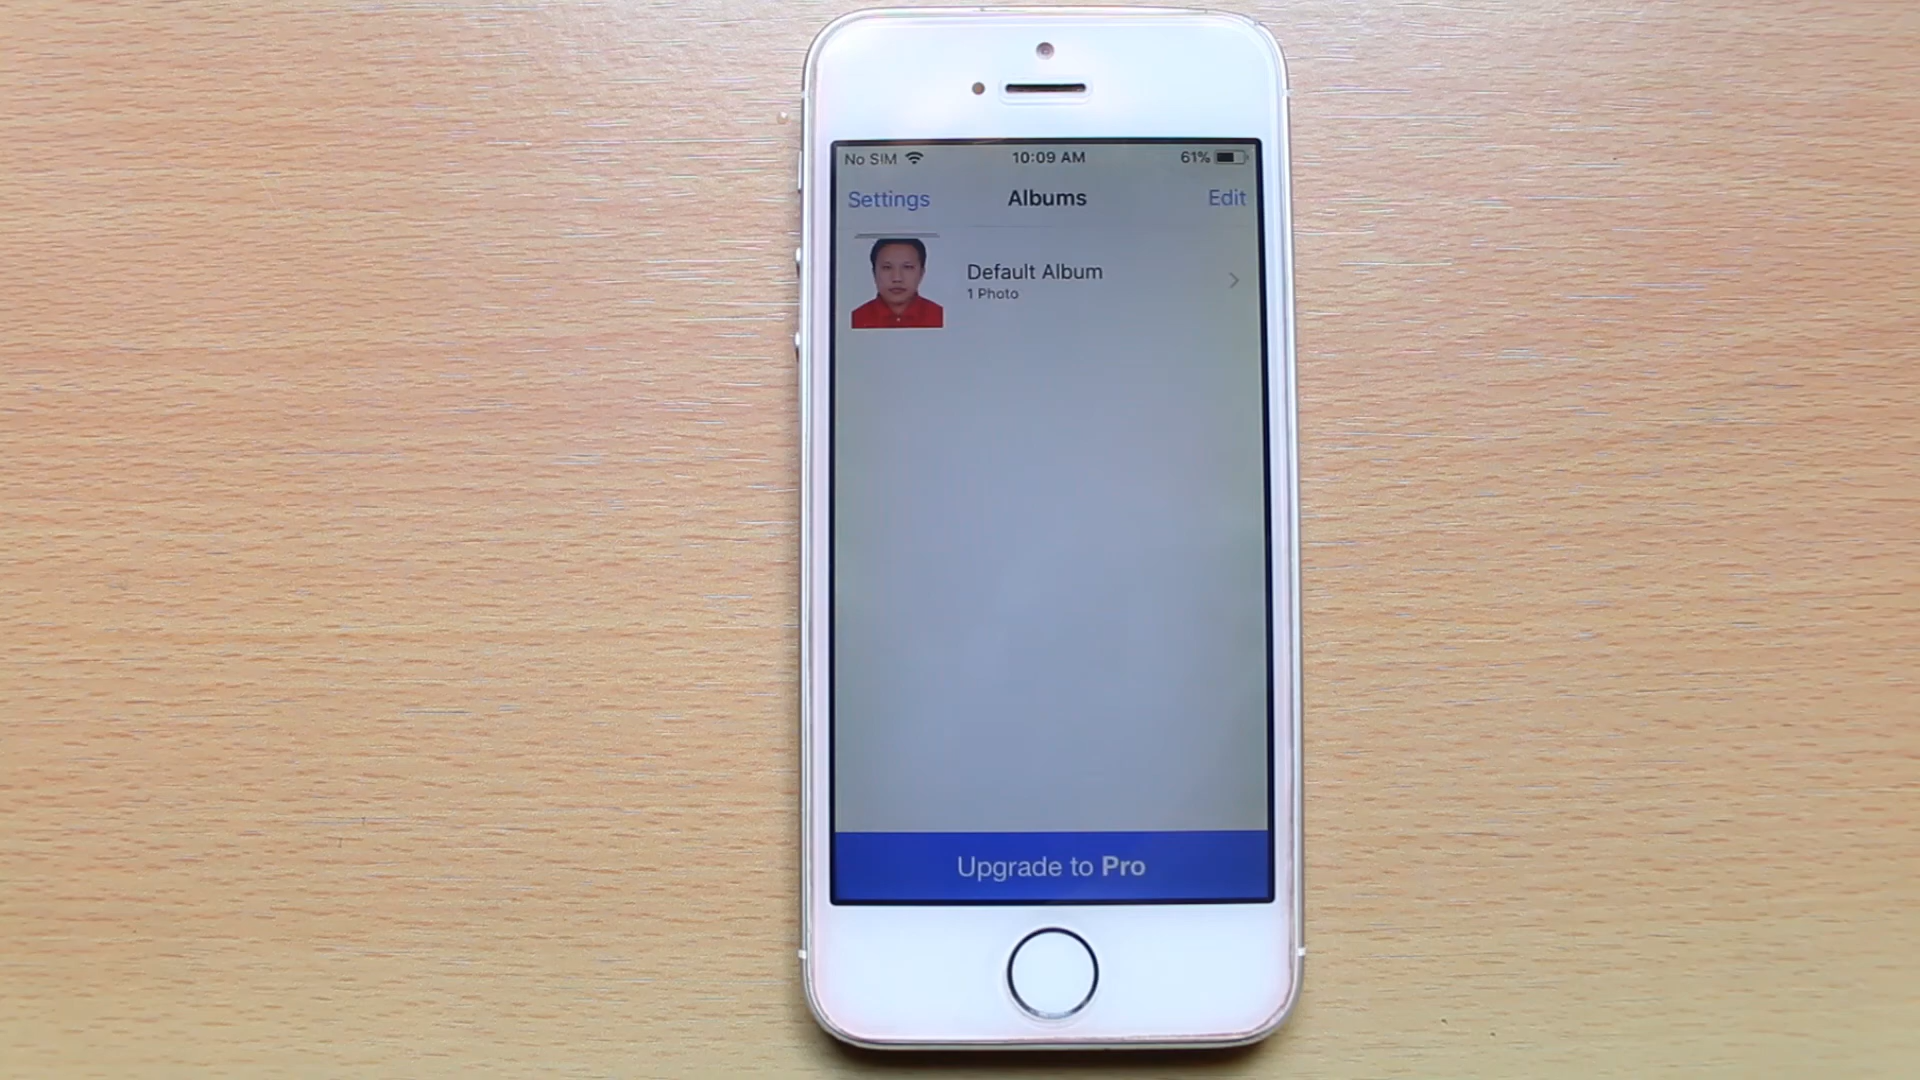 No SIM 10:09 AM 61%
Settings Albums Edit
Default Album
1 Photo
Upgrade to Pro